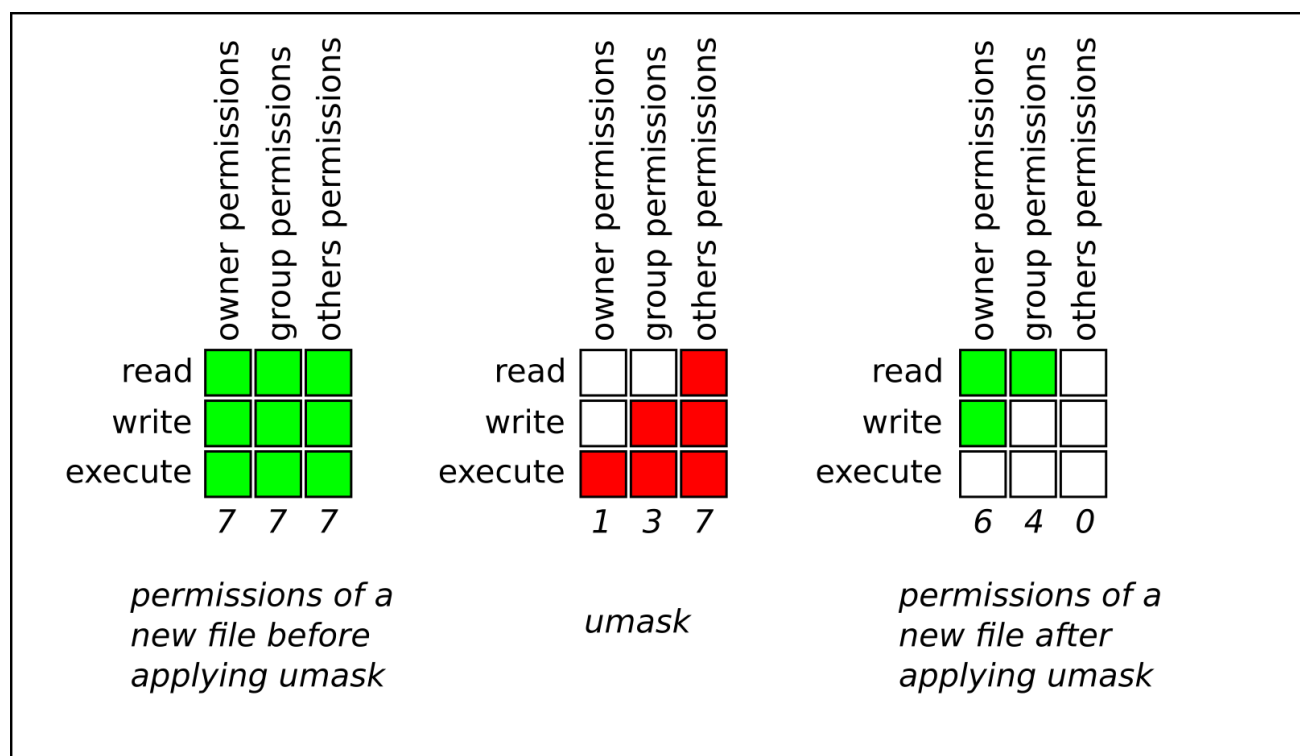 owner permissions
group permissions
others permissions
read
write
execute
7 7 7
permissions of a
new file before
applying umask
owner permissions
group permissions
others permissions
read
write
execute
1 3 7
umask
owner permissions
group permissions
others permissions
read
write
execute
6 4 0
permissions of a
new file after
applying umask